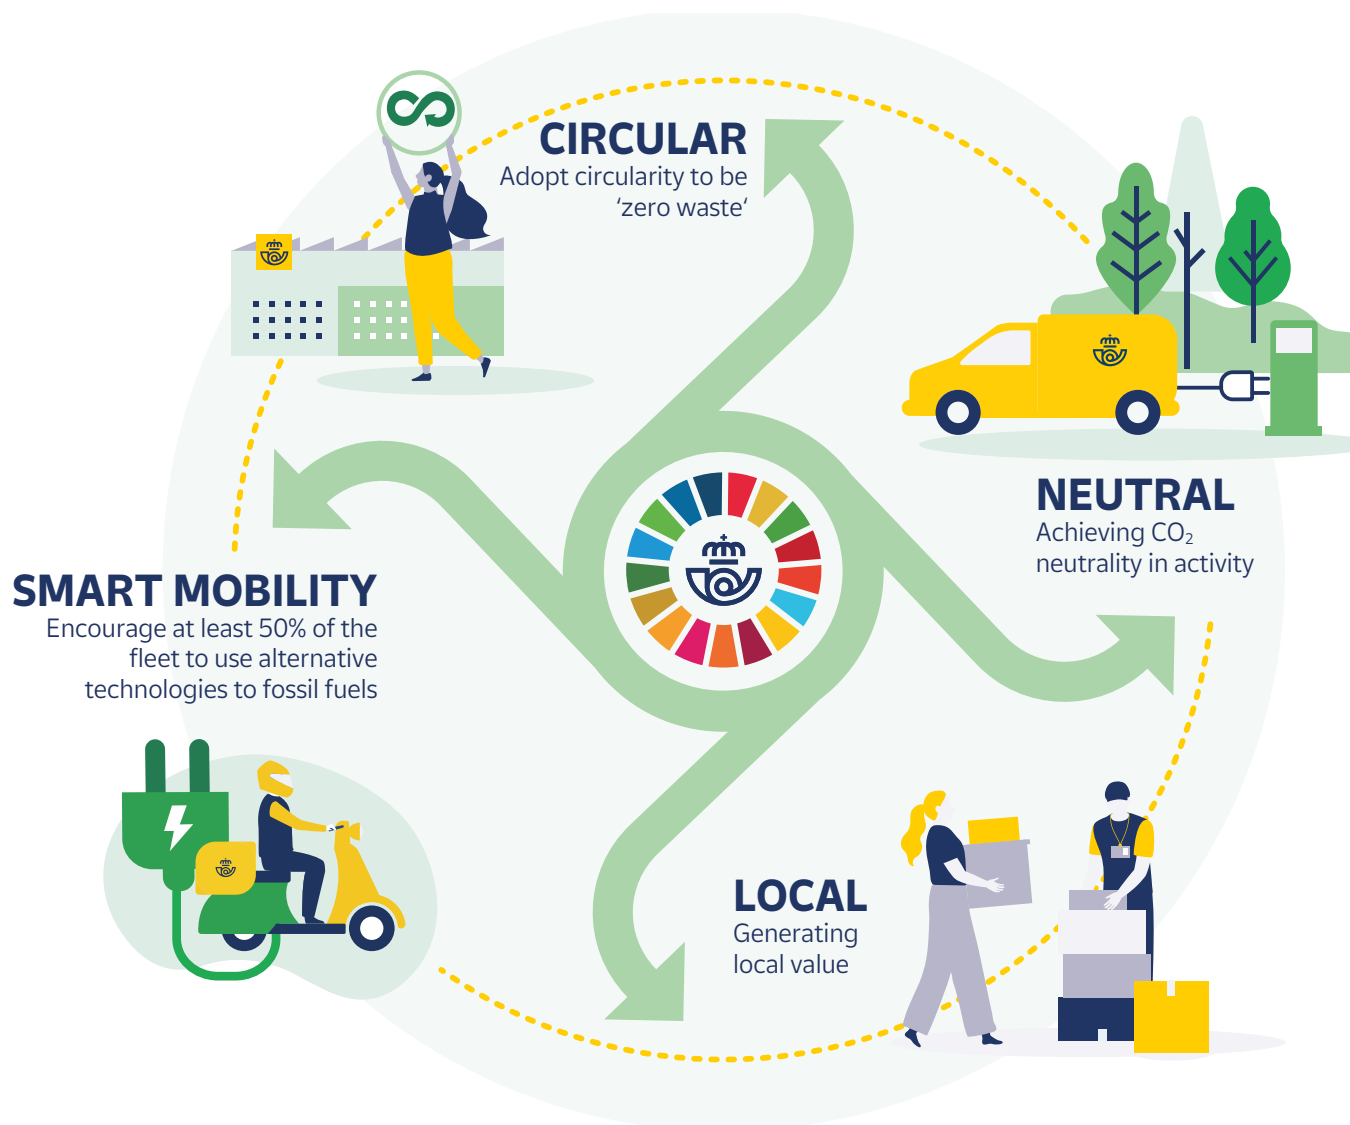 CIRCULAR
Adopt circularity to be
‘zero waste‘
NEUTRAL
Achieving CO₂
neutrality in activity
SMART MOBILITY
Encourage at least 50% of the
fleet to use alternative
technologies to fossil fuels
LOCAL
Generating
local value